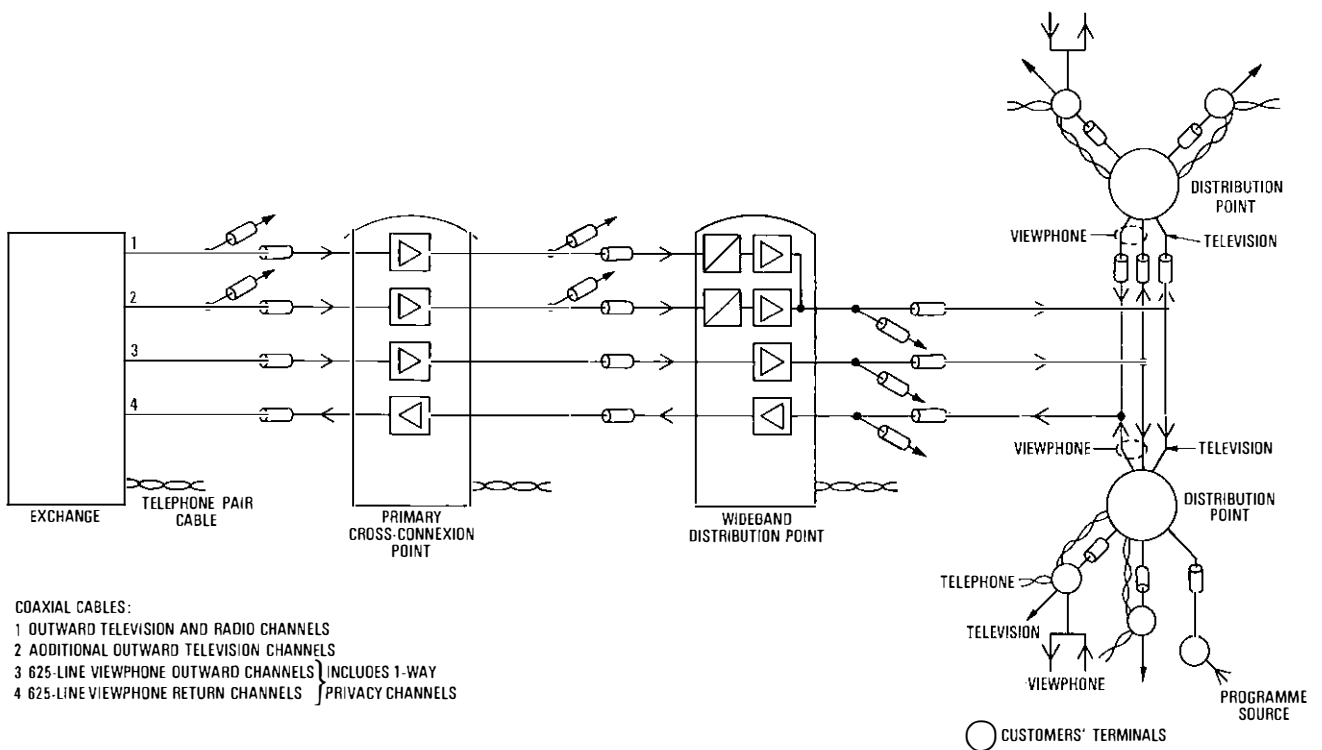 DISTRIBUTION
POINT
VIEWPHONE
TELEVISION
1
2
3
4
EXCHANGE
TELEPHONE PAIR
CABLE
PRIMARY
CROSS-CONNEXION
POINT
WIDEBAND
DISTRIBUTION POINT
VIEWPHONE
TELEVISION
DISTRIBUTION
POINT
TELEPHONE
TELEVISION
VIEWPHONE
PROGRAMME
SOURCE
COAXIAL CABLES:
1 OUTWARD TELEVISION AND RADIO CHANNELS
2 ADDITIONAL OUTWARD TELEVISION CHANNELS
3 625-LINE VIEWPHONE OUTWARD CHANNELS } INCLUDES 1-WAY
4 625-LINE VIEWPHONE RETURN CHANNELS } PRIVACY CHANNELS
CUSTOMERS' TERMINALS